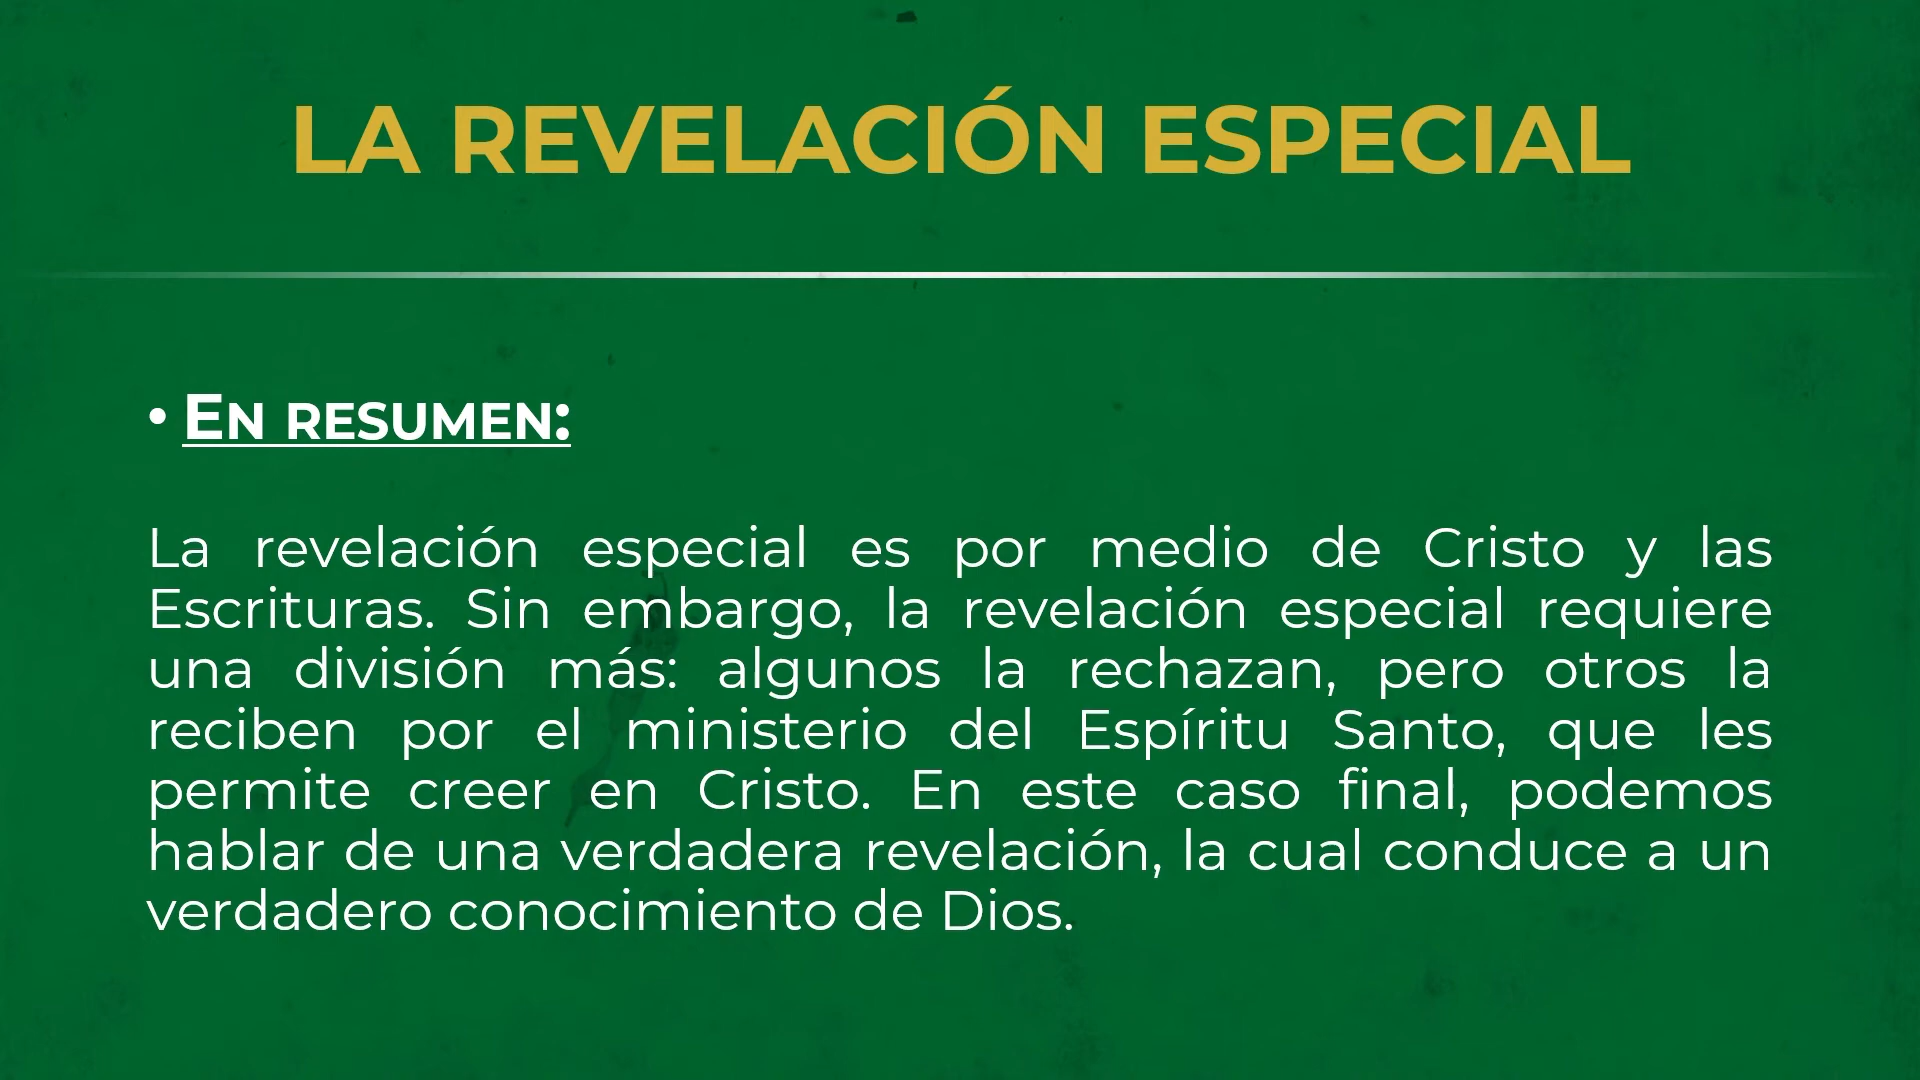 LA REVELACIÓN ESPECIAL
• EN RESUMEN:
La revelación especial es por medio de Cristo y las
Escrituras. Sin embargo, la revelación especial requiere
una división más: algunos la rechazan, pero otros la
reciben por el ministerio del Espíritu Santo, que les
permite creer en Cristo. En este caso final, podemos
hablar de una verdadera revelación, la cual conduce a un
verdadero conocimiento de Dios.